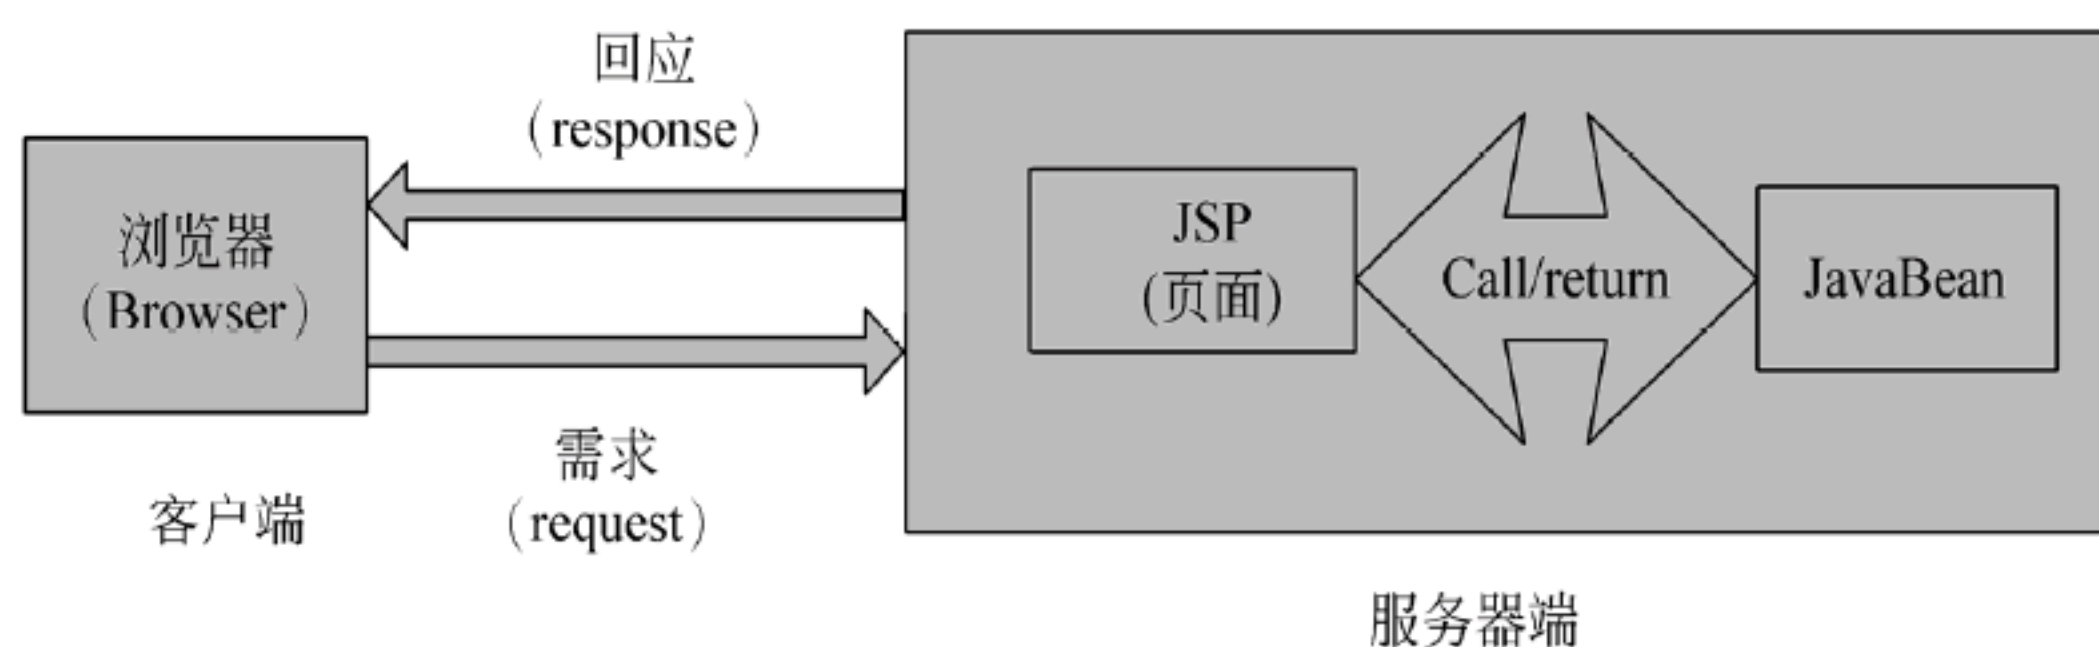 回应
(response)
浏览器
(Browser)
JSP
(页面)
Call/return
JavaBean
需求
(request)
客户端
服务器端